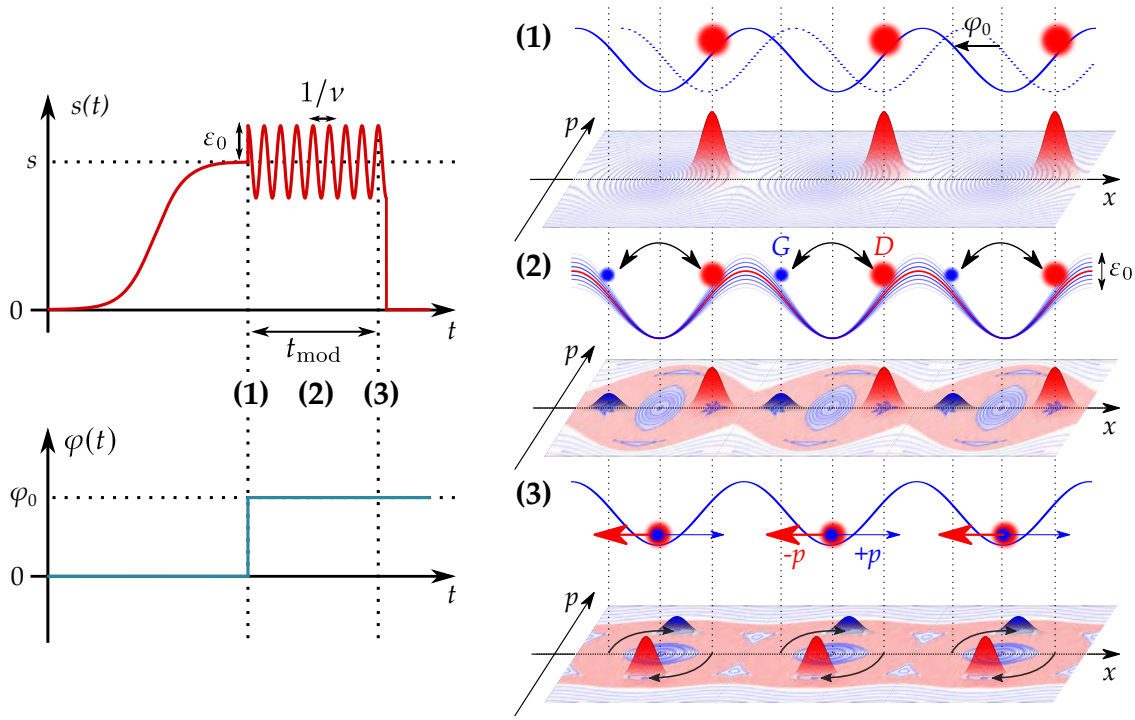 s(t)
1/ν
ε₀
s
0
t
t_mod
(1) (2) (3)
φ(t)
φ₀
0
t
(1)
φ₀
p
x
(2)
G
D
ε₀
p
x
(3)
-p
+p
p
x